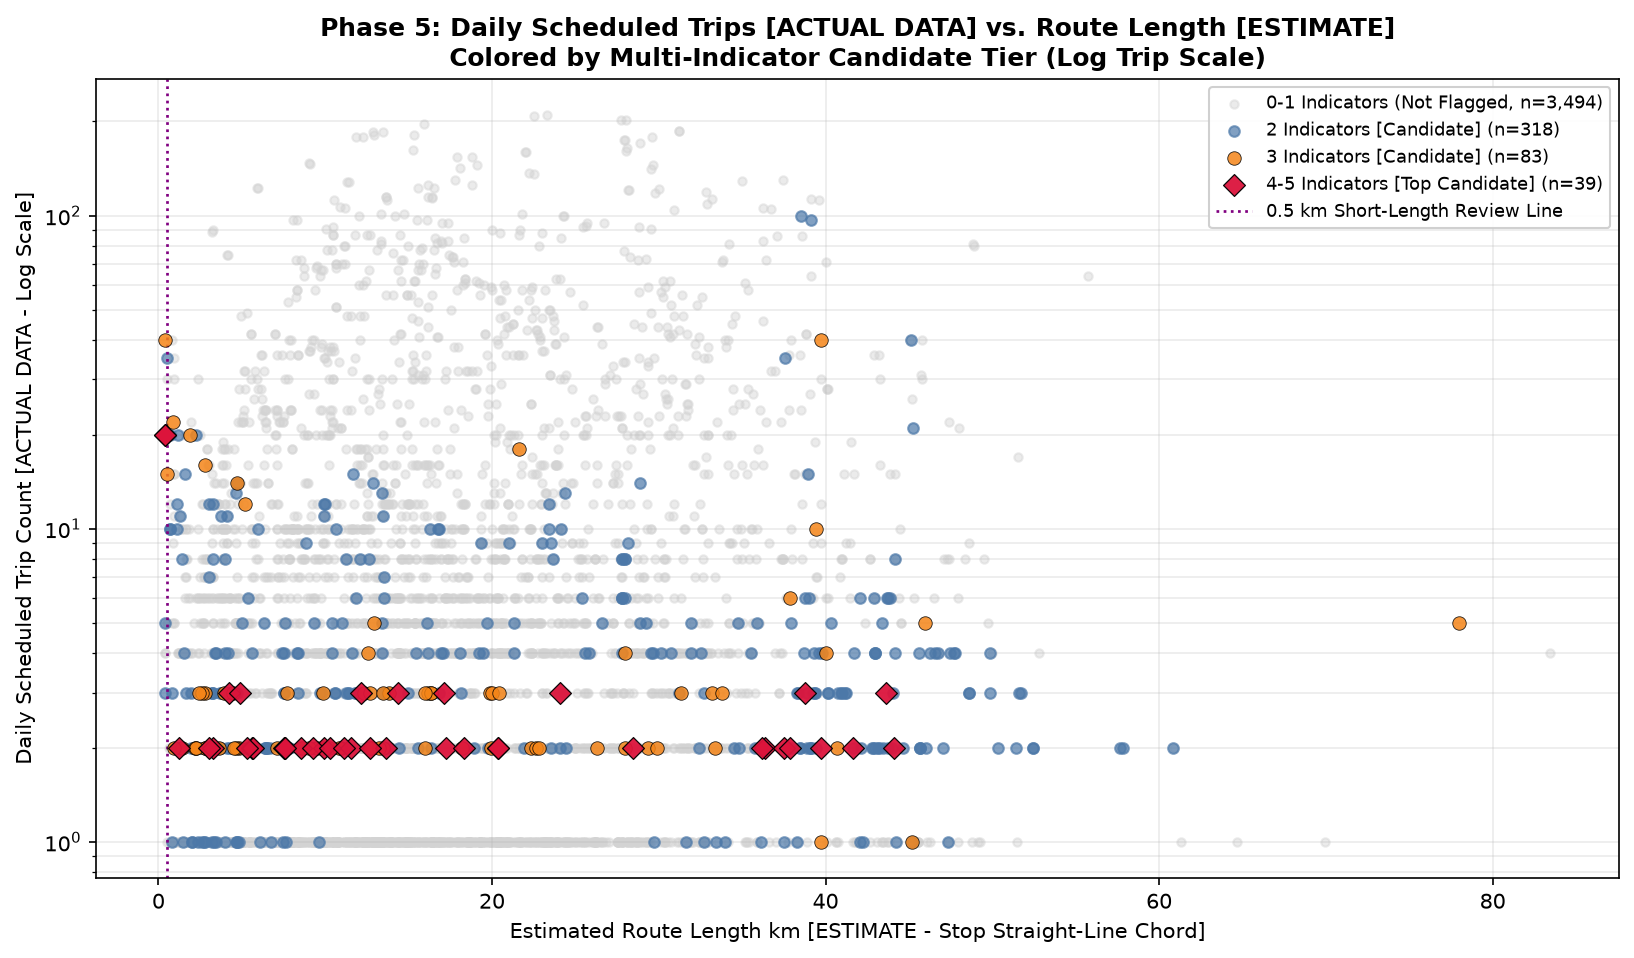 Phase 5: Daily Scheduled Trips [ACTUAL DATA] vs. Route Length [ESTIMATE]
Colored by Multi-Indicator Candidate Tier (Log Trip Scale)
0-1 Indicators (Not Flagged, n=3,494)
2 Indicators [Candidate] (n=318)
3 Indicators [Candidate] (n=83)
4-5 Indicators [Top Candidate] (n=39)
0.5 km Short-Length Review Line
Daily Scheduled Trip Count [ACTUAL DATA - Log Scale]
10²
10¹
10⁰
0 20 40 60 80
Estimated Route Length km [ESTIMATE - Stop Straight-Line Chord]